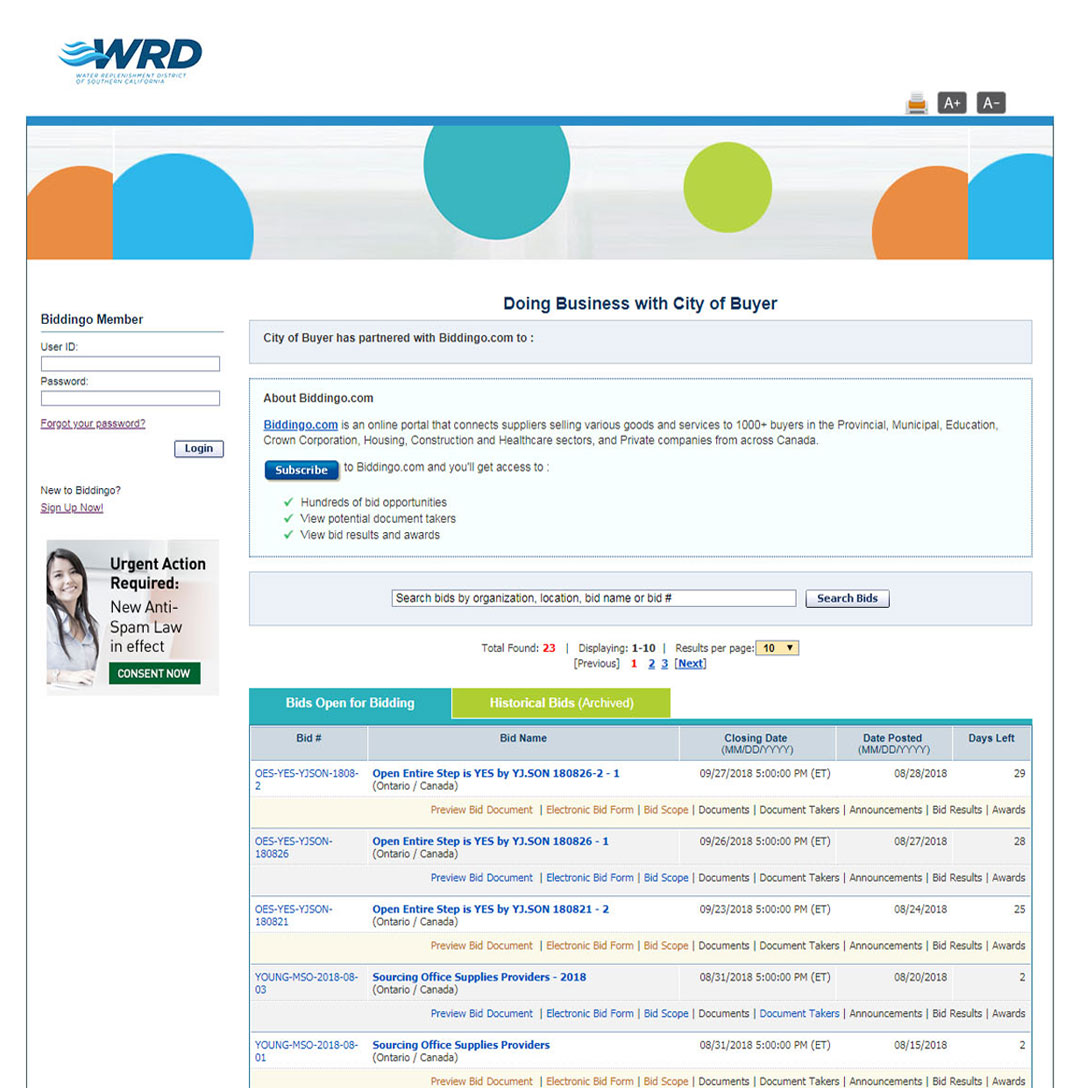 WRD
WATER REPLENISHMENT DISTRICT
OF SOUTHERN CALIFORNIA
A+ A-
Doing Business with City of Buyer
Biddingo Member
User ID:
Password:
Forgot your password?
Login
New to Biddingo?
Sign Up Now!
Urgent Action
Required:
New Anti-
Spam Law
in effect
CONSENT NOW
City of Buyer has partnered with Biddingo.com to :
About Biddingo.com
Biddingo.com is an online portal that connects suppliers selling various goods and services to 1000+ buyers in the Provincial, Municipal, Education,
Crown Corporation, Housing, Construction and Healthcare sectors, and Private companies from across Canada.
Subscribe to Biddingo.com and you'll get access to :
✓ Hundreds of bid opportunities
✓ View potential document takers
✓ View bid results and awards
Search bids by organization, location, bid name or bid # Search Bids
Total Found: 23 | Displaying: 1-10 | Results per page: 10 ▼
[Previous] 1 2 3 [Next]
Bids Open for Bidding Historical Bids (Archived)
Bid # Bid Name Closing Date Date Posted Days Left
(MM/DD/YYYY) (MM/DD/YYYY)
OES-YES-YJSON-1808- Open Entire Step is YES by YJ.SON 180826-2 - 1 09/27/2018 5:00:00 PM (ET) 08/28/2018 29
2 (Ontario / Canada)
Preview Bid Document | Electronic Bid Form | Bid Scope | Documents | Document Takers | Announcements | Bid Results | Awards
OES-YES-YJSON- Open Entire Step is YES by YJ.SON 180826 - 1 09/26/2018 5:00:00 PM (ET) 08/27/2018 28
180826 (Ontario / Canada)
Preview Bid Document | Electronic Bid Form | Bid Scope | Documents | Document Takers | Announcements | Bid Results | Awards
OES-YES-YJSON- Open Entire Step is YES by YJ.SON 180821 - 2 09/23/2018 5:00:00 PM (ET) 08/24/2018 25
180821 (Ontario / Canada)
Preview Bid Document | Electronic Bid Form | Bid Scope | Documents | Document Takers | Announcements | Bid Results | Awards
YOUNG-MSO-2018-08- Sourcing Office Supplies Providers - 2018 08/31/2018 5:00:00 PM (ET) 08/20/2018 2
03 (Ontario / Canada)
Preview Bid Document | Electronic Bid Form | Bid Scope | Documents | Document Takers | Announcements | Bid Results | Awards
YOUNG-MSO-2018-08- Sourcing Office Supplies Providers 08/31/2018 5:00:00 PM (ET) 08/15/2018 2
01 (Ontario / Canada)
Preview Bid Document | Electronic Bid Form | Bid Scope | Documents | Document Takers | Announcements | Bid Results | Awards